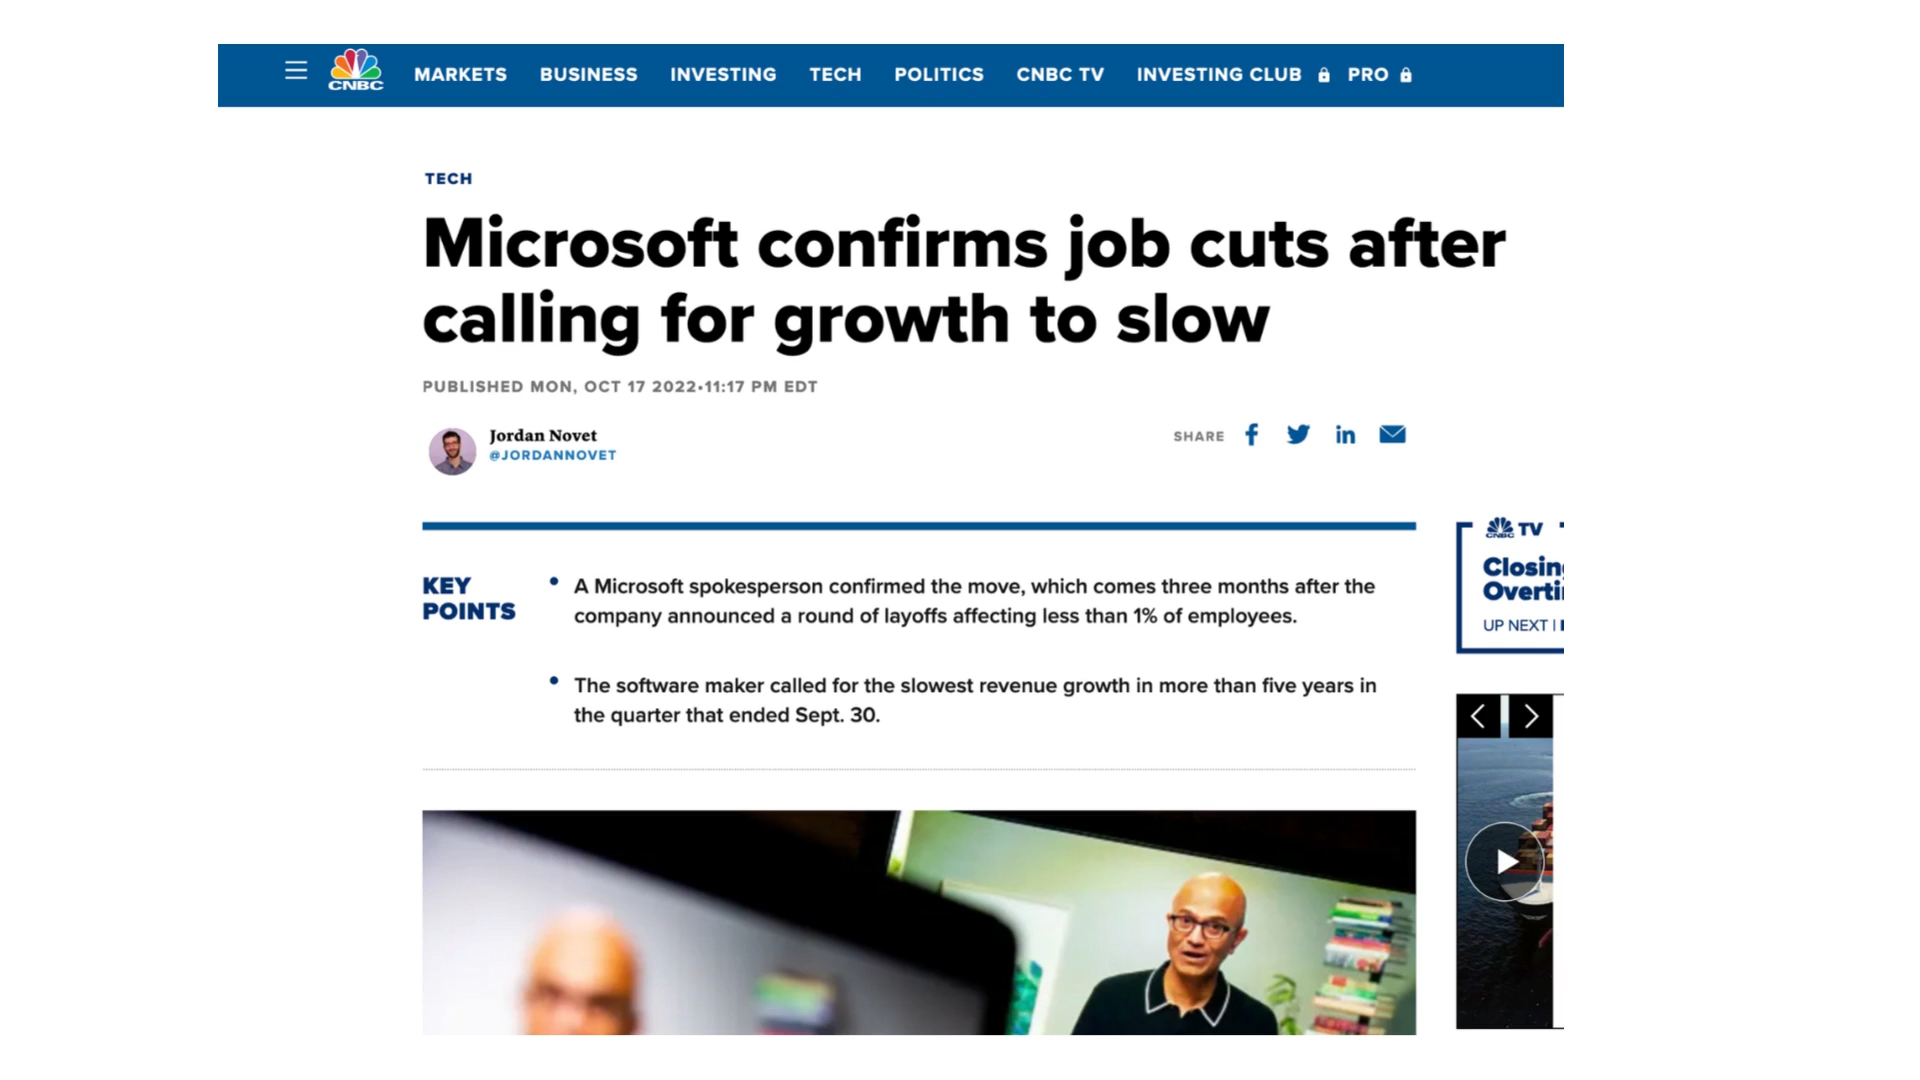 CNBC
MARKETS BUSINESS INVESTING TECH POLITICS CNBC TV INVESTING CLUB PRO
TECH
Microsoft confirms job cuts after
calling for growth to slow
PUBLISHED MON, OCT 17 2022•11:17 PM EDT
Jordan Novet
@JORDANNOVET
SHARE
KEY
POINTS
• A Microsoft spokesperson confirmed the move, which comes three months after the
company announced a round of layoffs affecting less than 1% of employees.
• The software maker called for the slowest revenue growth in more than five years in
the quarter that ended Sept. 30.
CNBC TV
UP NEXT |